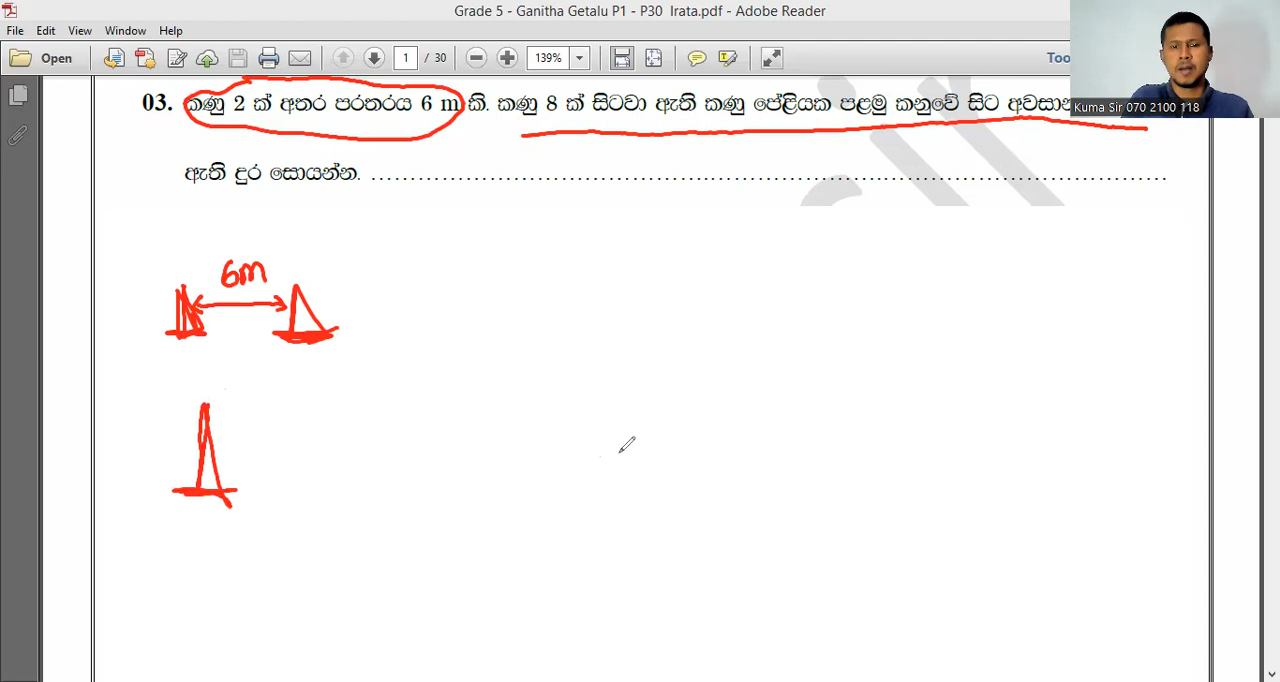 Grade 5 - Ganitha Getalu P1 - P30 Irata.pdf - Adobe Reader
File Edit View Window Help
Open 1 / 30 139% Too
Kuma Sir 070 2100 118
03. කණු 2 ක් අතර පරතරය 6 m කි. කණු 8 ක් සිටවා ඇති කණු පේළියක පළමු කනුවේ සිට අවසාන
ඇති දුර සොයන්න. ........................................................................
6m